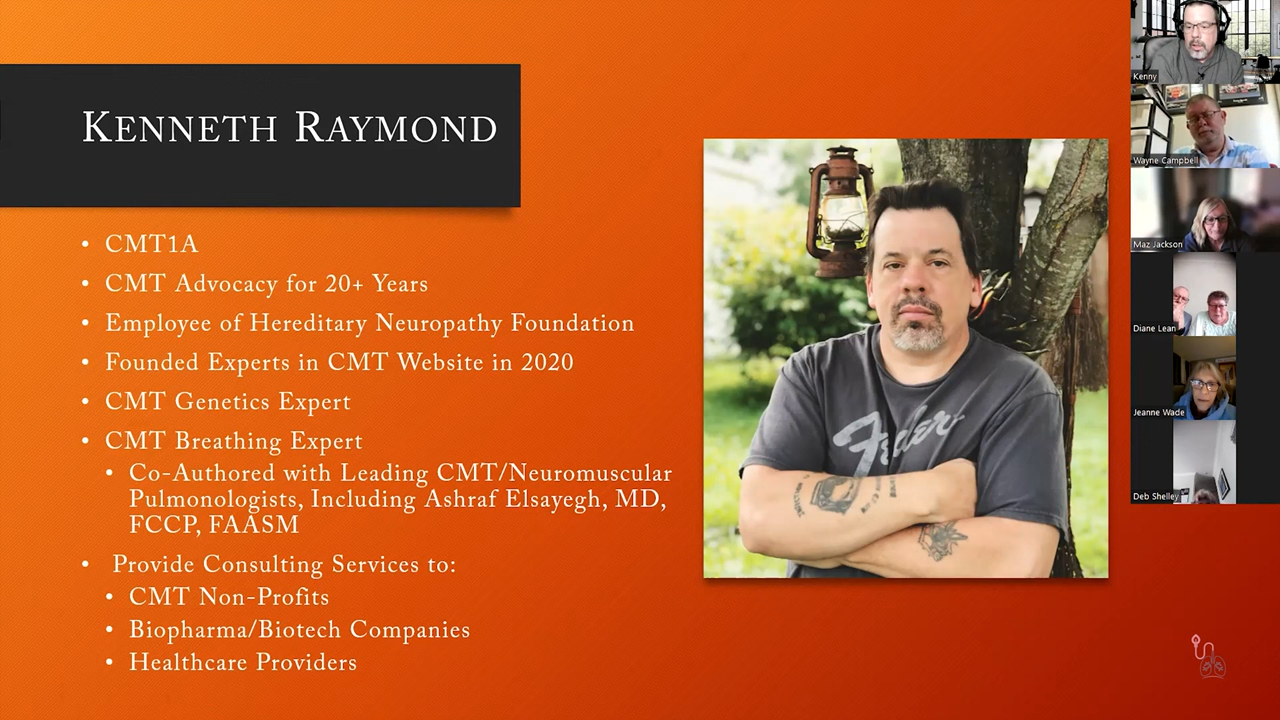 KENNETH RAYMOND
• CMT1A
• CMT Advocacy for 20+ Years
• Employee of Hereditary Neuropathy Foundation
• Founded Experts in CMT Website in 2020
• CMT Genetics Expert
• CMT Breathing Expert
• Co-Authored with Leading CMT/Neuromuscular
Pulmonologists, Including Ashraf Elsayegh, MD,
FCCP, FAASM
• Provide Consulting Services to:
• CMT Non-Profits
• Biopharma/Biotech Companies
• Healthcare Providers
Fender
Kenny
Wayne Campbell
Maz Jackson
Diane Lean
Jeanne Wade
Deb Shelley